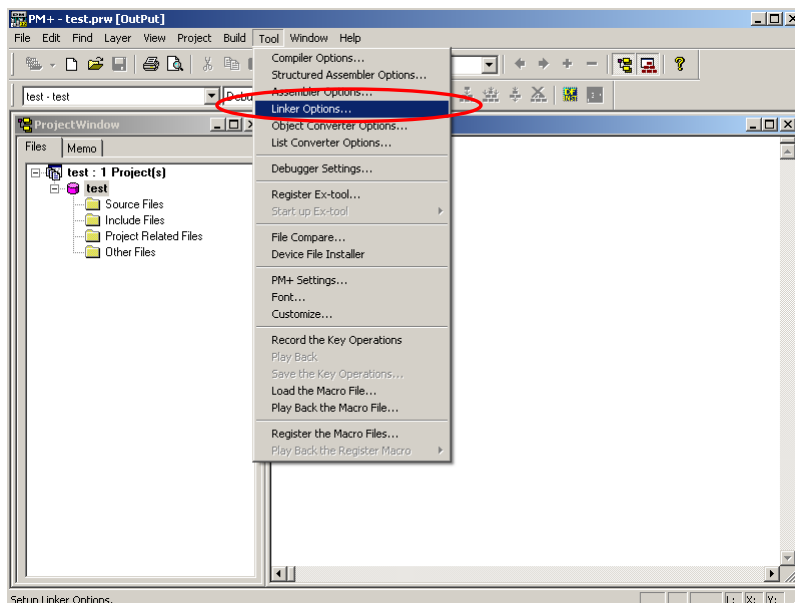 PM+ - test.prw [OutPut]
File Edit Find Layer View Project Build Tool Window Help
test - test
Debu
ProjectWindow
Files Memo
test : 1 Project(s)
test
Source Files
Include Files
Project Related Files
Other Files
Compiler Options...
Structured Assembler Options...
Assembler Options...
Linker Options...
Object Converter Options...
List Converter Options...
Debugger Settings...
Register Ex-tool...
Start up Ex-tool
File Compare...
Device File Installer
PM+ Settings...
Font...
Customize...
Record the Key Operations
Play Back
Save the Key Operations...
Load the Macro File...
Play Back the Macro File...
Register the Macro Files...
Play Back the Register Macro
Setup Linker Options.
L: X: Y: